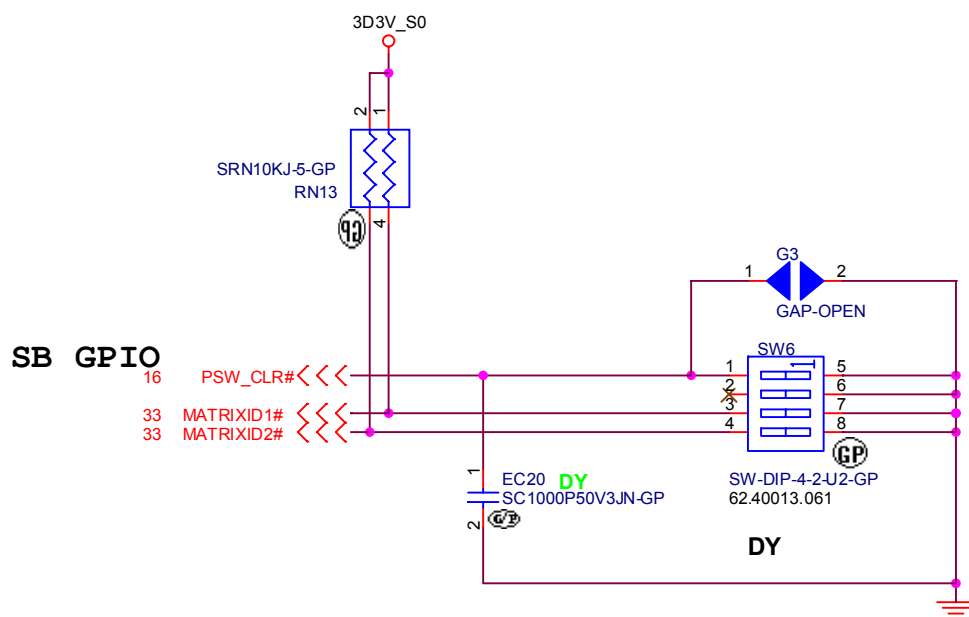 3D3V_S0
2
1
SRN10KJ-5-GP
RN13
4
GP
G3
1
2
GAP-OPEN
SB GPIO
SW6
1
16
PSW_CLR#
1
5
2
6
33
MATRIXID1#
3
7
33
MATRIXID2#
4
8
GP
1
EC20
DY
SC1000P50V3JN-GP
2
G/P
SW-DIP-4-2-U2-GP
62.40013.061
DY